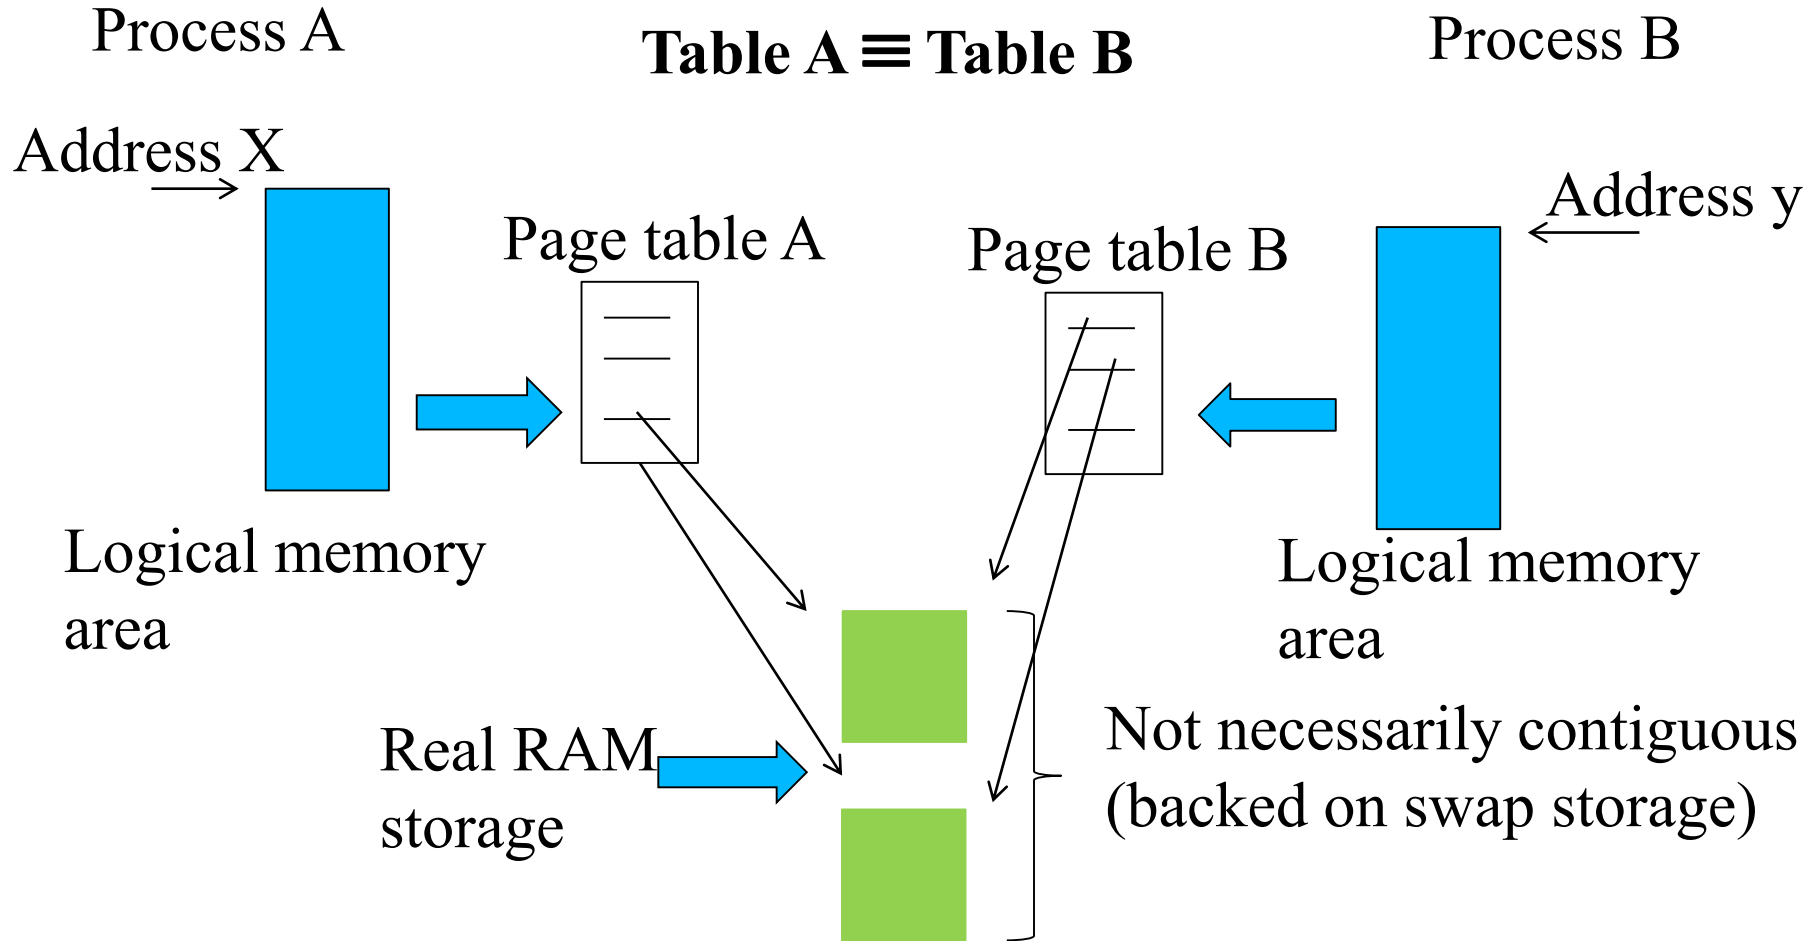 Process A
Table A ≡ Table B
Process B
Address X
Address y
Page table A
Page table B
Logical memory
area
Logical memory
area
Real RAM
storage
Not necessarily contiguous
(backed on swap storage)